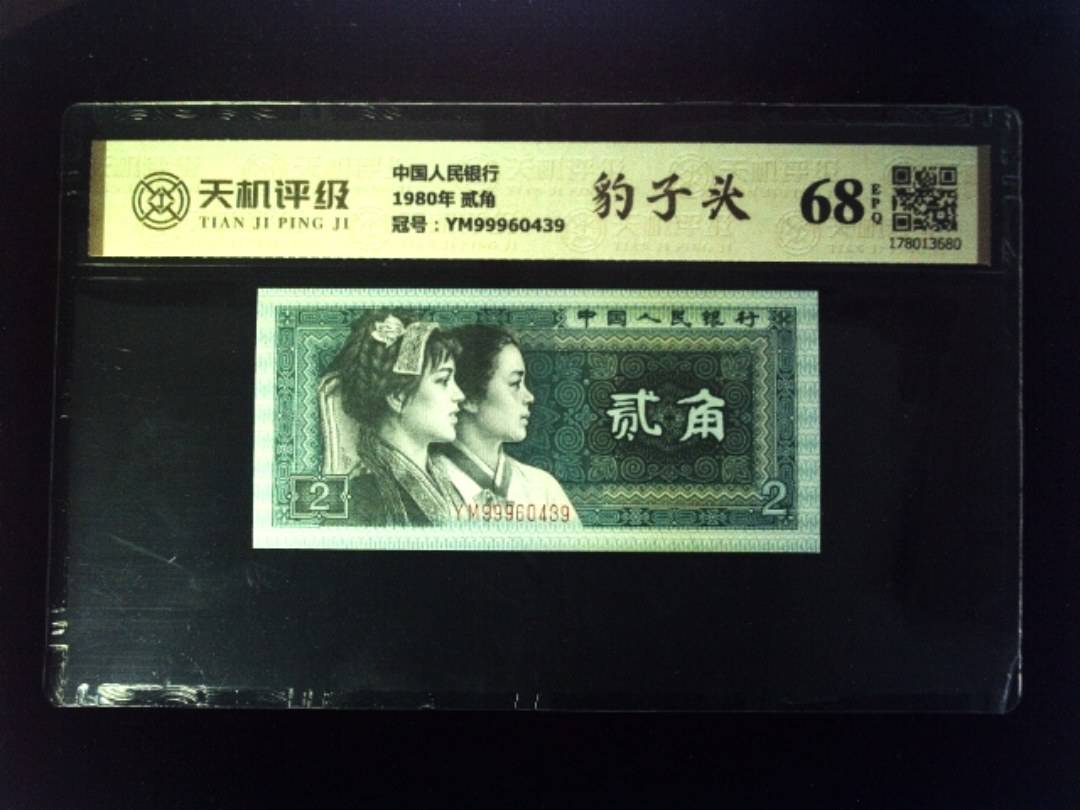 天机评级
TIAN JI PING JI
中国人民银行
1980年 贰角
冠号：YM99960439
豹子头
68
EPQ
178013680
中国人民银行
贰角
2
2
YM99960439